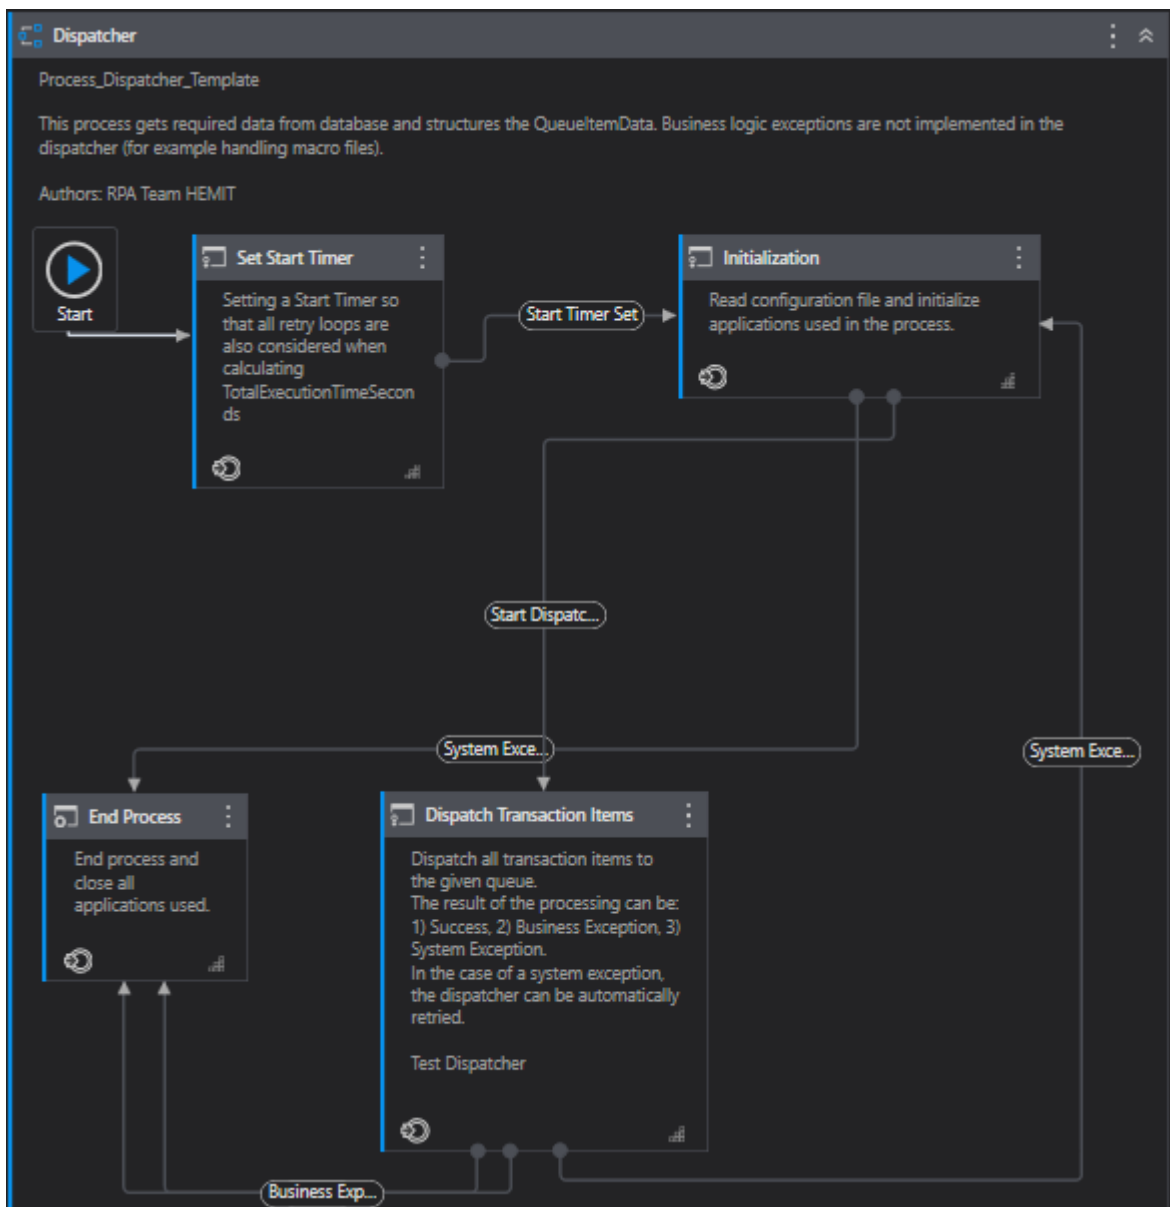 Dispatcher
Process_Dispatcher_Template
This process gets required data from database and structures the QueueItemData. Business logic exceptions are not implemented in the
dispatcher (for example handling macro files).
Authors: RPA Team HEMIT
Start
Set Start Timer
Setting a Start Timer so
that all retry loops are
also considered when
calculating
TotalExecutionTimeSecon
ds
Start Timer Set
Initialization
Read configuration file and initialize
applications used in the process.
Start Dispatc...
System Exce...
System Exce...
End Process
End process and
close all
applications used.
Dispatch Transaction Items
Dispatch all transaction items to
the given queue.
The result of the processing can be:
1) Success, 2) Business Exception, 3)
System Exception.
In the case of a system exception,
the dispatcher can be automatically
retried.
Test Dispatcher
Business Exp...